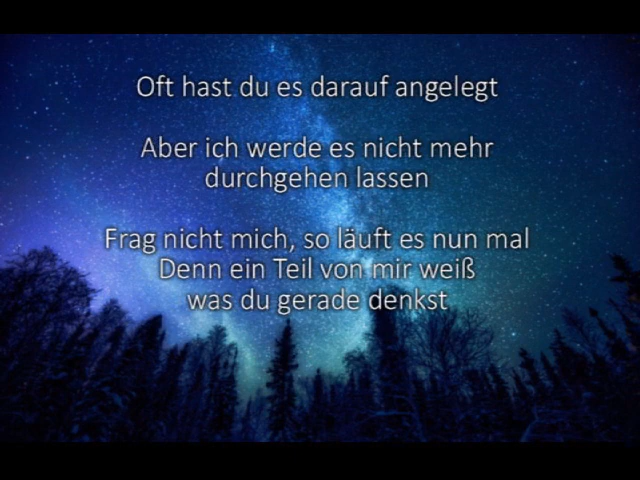 Oft hast du es darauf angelegt
Aber ich werde es nicht mehr
durchgehen lassen
Frag nicht mich, so läuft es nun mal
Denn ein Teil von mir weiß
was du gerade denkst